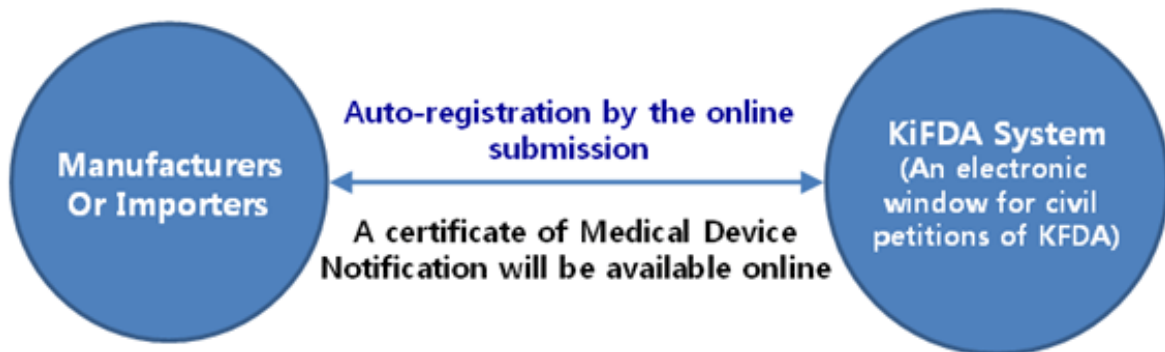 Manufacturers
Or Importers
Auto-registration by the online
submission
A certificate of Medical Device
Notification will be available online
KiFDA System
(An electronic
window for civil
petitions of KFDA)